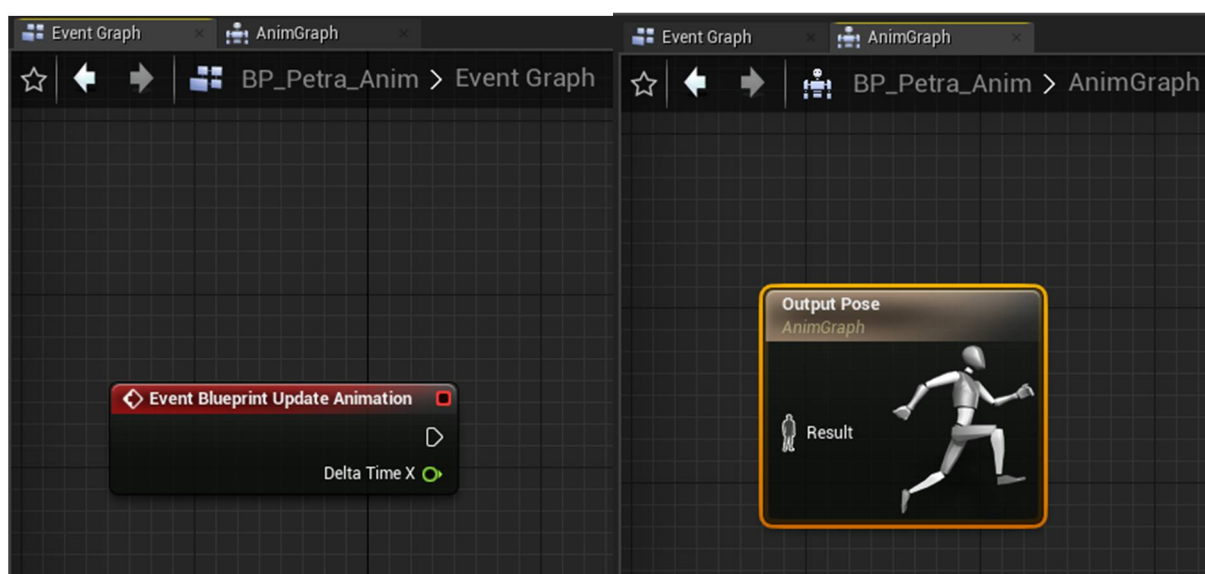 Event Graph
AnimGraph
BP_Petra_Anim > Event Graph
Event Blueprint Update Animation
Delta Time X
Event Graph
AnimGraph
BP_Petra_Anim > AnimGraph
Output Pose
AnimGraph
Result